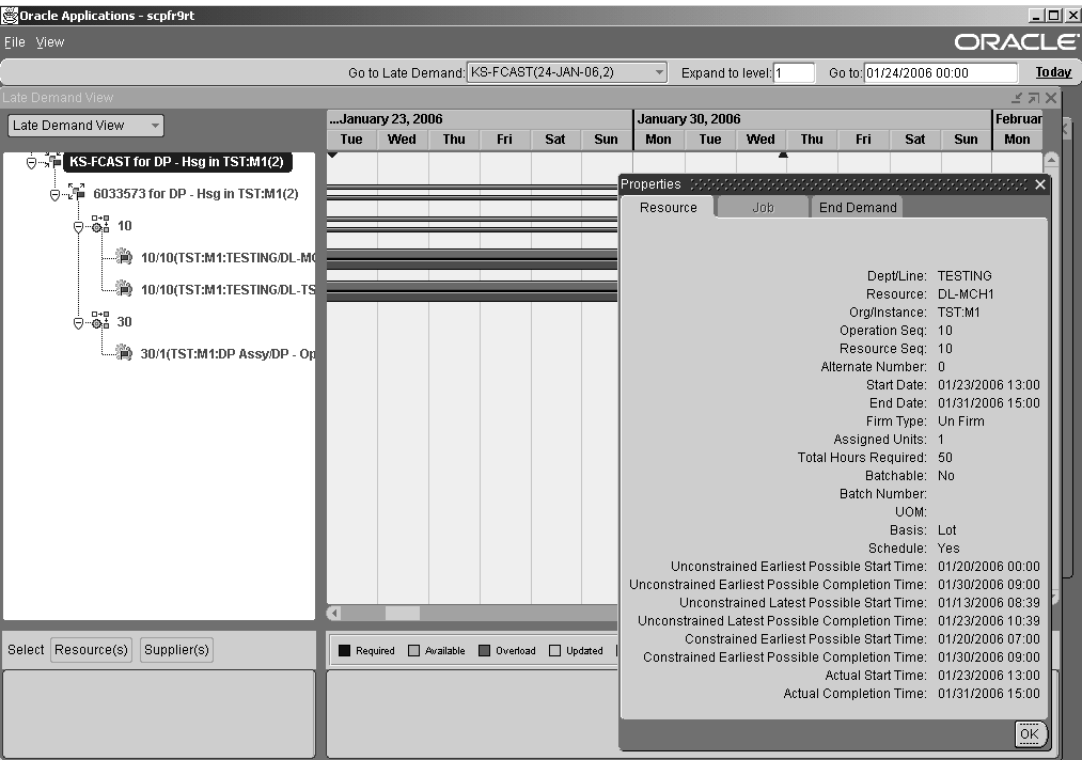 Oracle Applications - scpfr9rt
File View
ORACLE
Go to Late Demand: KS-FCAST(24-JAN-06,2) Expand to level: 1 Go to: 01/24/2006 00:00 Today
Late Demand View
Late Demand View
...January 23, 2006 January 30, 2006 Februar
Tue Wed Thu Fri Sat Sun Mon Tue Wed Thu Fri Sat Sun Mon
KS-FCAST for DP - Hsg in TST:M1(2)
6033573 for DP - Hsg in TST:M1(2)
10
10/10(TST:M1:TESTING/DL-MC
10/10(TST:M1:TESTING/DL-TS
30
30/1(TST:M1:DP Assy/DP - Op
Properties
Resource Job End Demand
Dept/Line: TESTING
Resource: DL-MCH1
Org/Instance: TST:M1
Operation Seq: 10
Resource Seq: 10
Alternate Number: 0
Start Date: 01/23/2006 13:00
End Date: 01/31/2006 15:00
Firm Type: Un Firm
Assigned Units: 1
Total Hours Required: 50
Batchable: No
Batch Number:
UOM:
Basis: Lot
Schedule: Yes
Unconstrained Earliest Possible Start Time: 01/20/2006 00:00
Unconstrained Earliest Possible Completion Time: 01/30/2006 09:00
Unconstrained Latest Possible Start Time: 01/13/2006 08:39
Unconstrained Latest Possible Completion Time: 01/23/2006 10:39
Constrained Earliest Possible Start Time: 01/20/2006 07:00
Constrained Earliest Possible Completion Time: 01/30/2006 09:00
Actual Start Time: 01/23/2006 13:00
Actual Completion Time: 01/31/2006 15:00
OK
Select Resource(s) Supplier(s)
Required Available Overload Updated